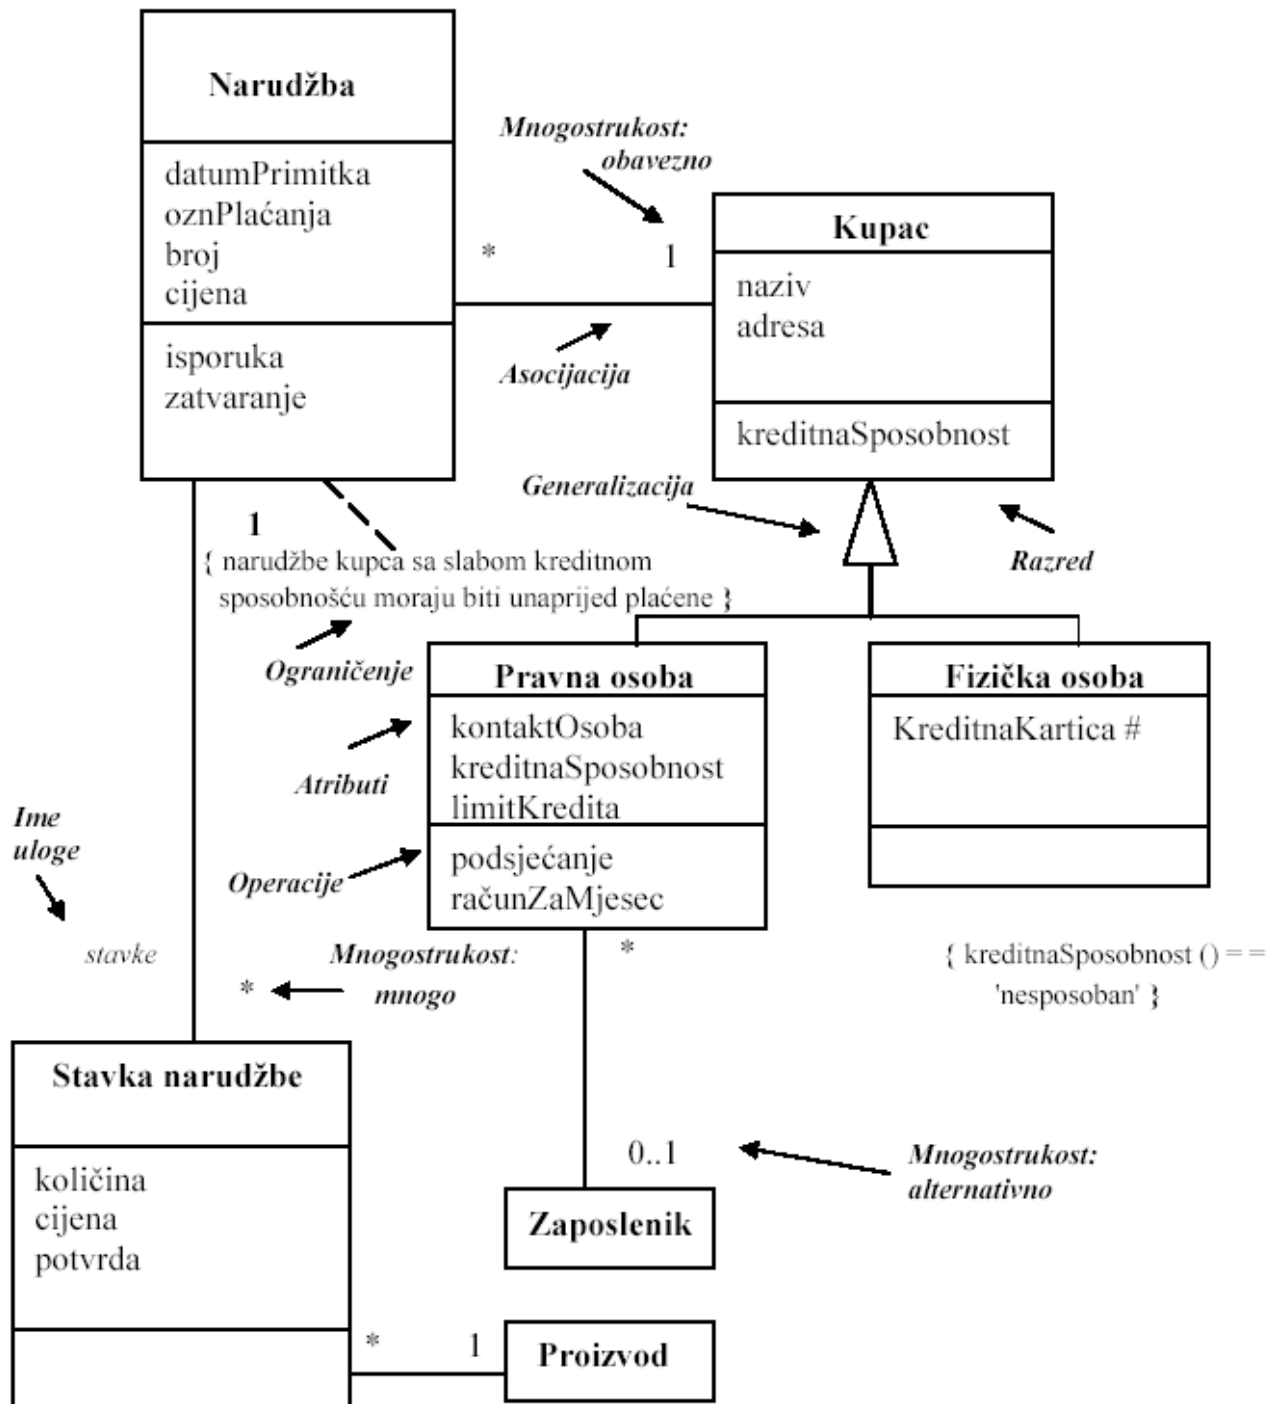 Narudžba
datumPrimitka
oznPlaćanja
broj
cijena
isporuka
zatvaranje
Mnogostrukost:
obavezno
*
1
Asocijacija
Kupac
naziv
adresa
kreditnaSposobnost
Generalizacija
Razred
1
{ narudžbe kupca sa slabom kreditnom
sposobnošću moraju biti unaprijed plaćene }
Ograničenje
Atributi
Operacije
Pravna osoba
kontaktOsoba
kreditnaSposobnost
limitKredita
podsjećanje
računZaMjesec
Fizička osoba
KreditnaKartica #
{ kreditnaSposobnost () = =
'nesposoban' }
Ime
uloge
stavke
*
Mnogostrukost:
mnogo
*
0..1
Mnogostrukost:
alternativno
Stavka narudžbe
količina
cijena
potvrda
Zaposlenik
*
1
Proizvod